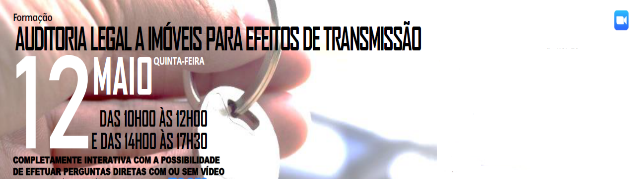 Formação
AUDITORIA LEGAL A IMÓVEIS PARA EFEITOS DE TRANSMISSÃO
12 MAIO QUINTA-FEIRA
DAS 10H00 ÀS 12H00
E DAS 14H00 ÀS 17H30
COMPLETAMENTE INTERATIVA COM A POSSIBILIDADE
DE EFETUAR PERGUNTAS DIRETAS COM OU SEM VÍDEO